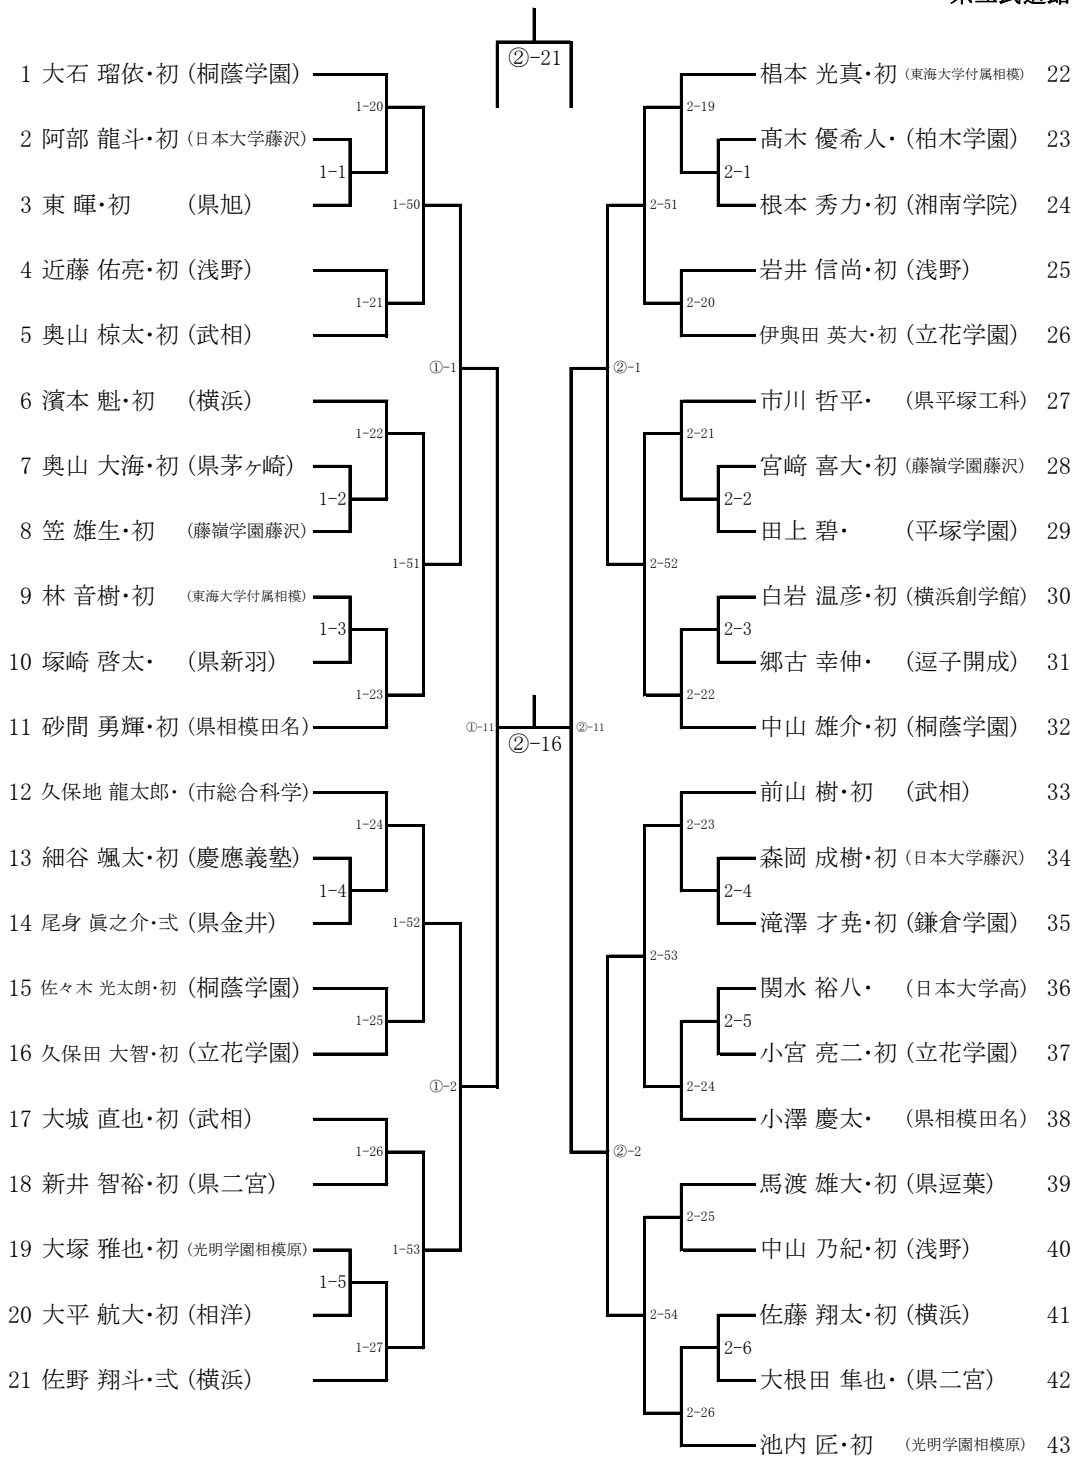 ②-21
1 大石 瑠依・初 (桐蔭学園)
1-20
2 阿部 龍斗・初 (日本大学藤沢)
1-1
3 東 暉・初 (県旭)
1-50
4 近藤 佑亮・初 (浅野)
1-21
5 奥山 椋太・初 (武相)
①-1
6 濱本 魁・初 (横浜)
1-22
7 奥山 大海・初 (県茅ヶ崎)
1-2
8 笠 雄生・初 (藤嶺学園藤沢)
1-51
9 林 音樹・初 (東海大学付属相模)
1-3
10 塚崎 啓太・ (県新羽)
1-23
11 砂間 勇輝・初 (県相模田名)
①-11
②-16
②-11
12 久保地 龍太郎・ (市総合科学)
1-24
13 細谷 颯太・初 (慶應義塾)
1-4
14 尾身 眞之介・弍 (県金井)
1-52
15 佐々木 光太朗・初 (桐蔭学園)
1-25
16 久保田 大智・初 (立花学園)
①-2
17 大城 直也・初 (武相)
1-26
18 新井 智裕・初 (県二宮)
19 大塚 雅也・初 (光明学園相模原)
1-53
1-5
20 大平 航大・初 (相洋)
1-27
21 佐野 翔斗・弍 (横浜)
椙本 光真・初 (東海大学付属相模) 22
2-19
髙木 優希人・ (柏木学園) 23
2-1
根本 秀力・初 (湘南学院) 24
2-51
岩井 信尚・初 (浅野) 25
2-20
伊與田 英大・初 (立花学園) 26
②-1
市川 哲平・ (県平塚工科) 27
2-21
宮﨑 喜大・初 (藤嶺学園藤沢) 28
2-2
田上 碧・ (平塚学園) 29
2-52
白岩 温彦・初 (横浜創学館) 30
2-3
郷古 幸伸・ (逗子開成) 31
2-22
中山 雄介・初 (桐蔭学園) 32
前山 樹・初 (武相) 33
2-23
森岡 成樹・初 (日本大学藤沢) 34
2-4
滝澤 才尭・初 (鎌倉学園) 35
2-53
関水 裕八・ (日本大学高) 36
2-5
小宮 亮二・初 (立花学園) 37
2-24
小澤 慶太・ (県相模田名) 38
②-2
馬渡 雄大・初 (県逗葉) 39
2-25
中山 乃紀・初 (浅野) 40
佐藤 翔太・初 (横浜) 41
2-54
2-6
大根田 隼也・ (県二宮) 42
2-26
池内 匠・初 (光明学園相模原) 43